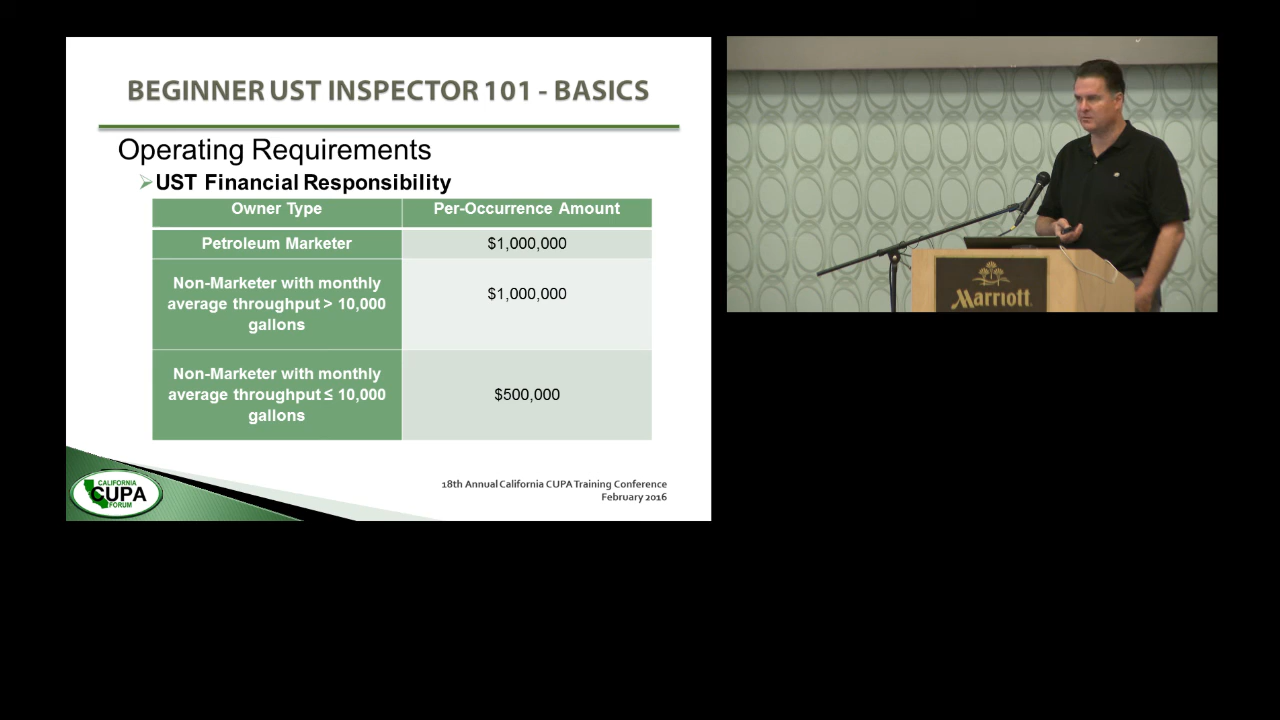 BEGINNER UST INSPECTOR 101 - BASICS
Operating Requirements
UST Financial Responsibility
Owner Type
Per-Occurrence Amount
Petroleum Marketer
$1,000,000
Non-Marketer with monthly
average throughput > 10,000
gallons
$1,000,000
Non-Marketer with monthly
average throughput ≤ 10,000
gallons
$500,000
CALIFORNIA
CUPA
FORUM
18th Annual California CUPA Training Conference
February 2016
Marriott